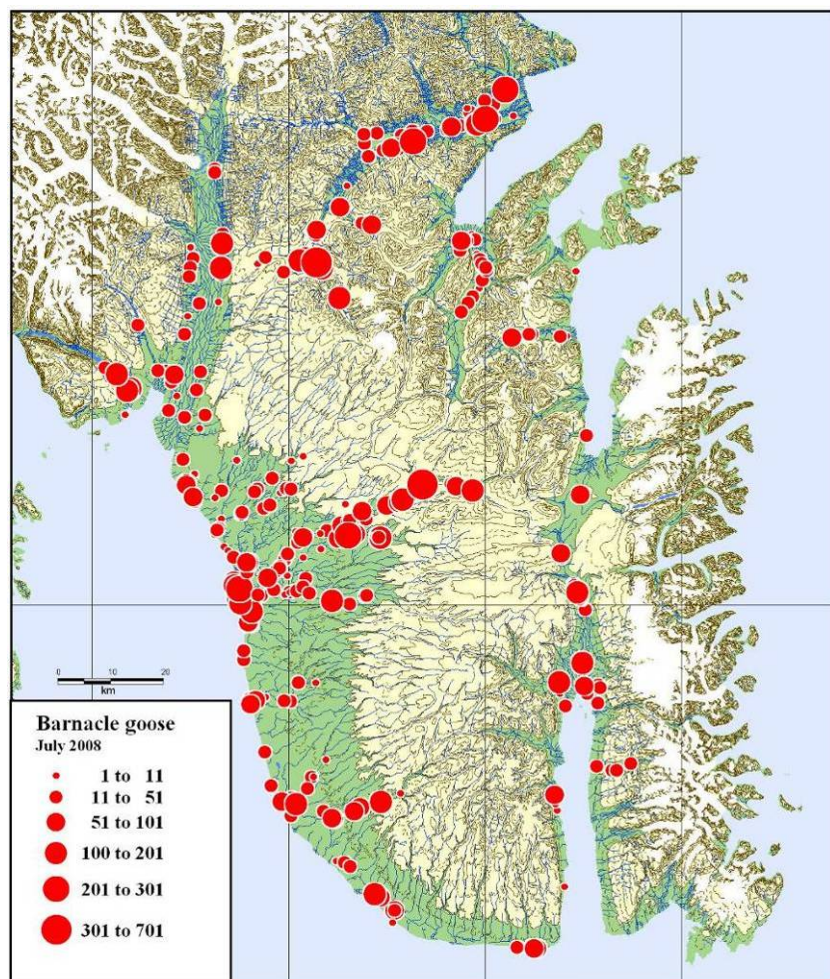 0 10 20
km
Barnacle goose
July 2008
1 to 11
11 to 51
51 to 101
100 to 201
201 to 301
301 to 701